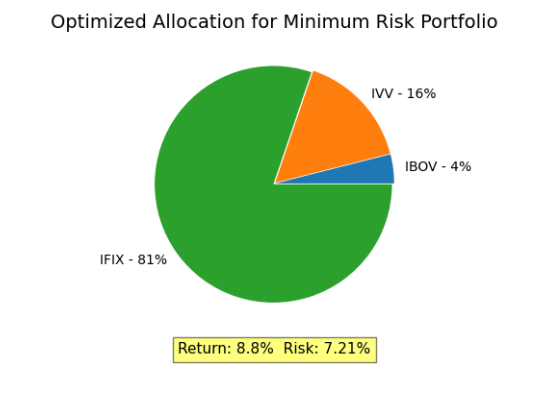 Optimized Allocation for Minimum Risk Portfolio
IVV - 16%
IBOV - 4%
IFIX - 81%
Return: 8.8%  Risk: 7.21%